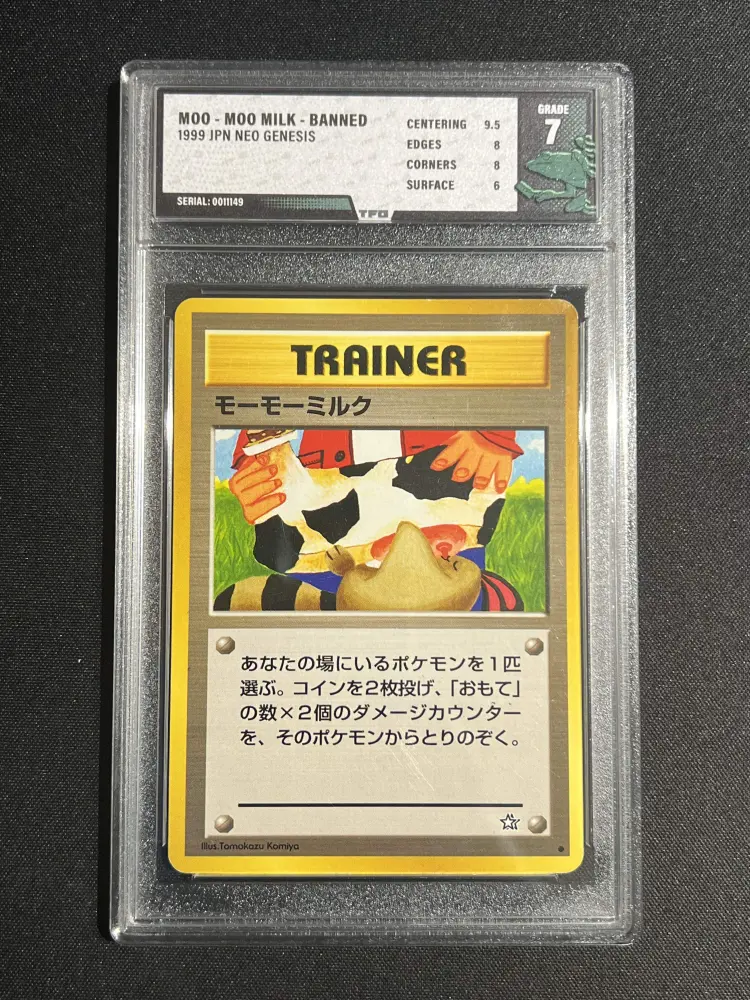 MOO - MOO MILK - BANNED
1999 JPN NEO GENESIS
CENTERING 9.5
EDGES 8
CORNERS 8
SURFACE 6
GRADE
7
SERIAL: 0011149
TFG
TRAINER
モーモーミルク
あなたの場にいるポケモンを1匹
選ぶ。コインを2枚投げ、「おもて」
の数×2個のダメージカウンター
を、そのポケモンからとりのぞく。
Illus.Tomokazu Komiya